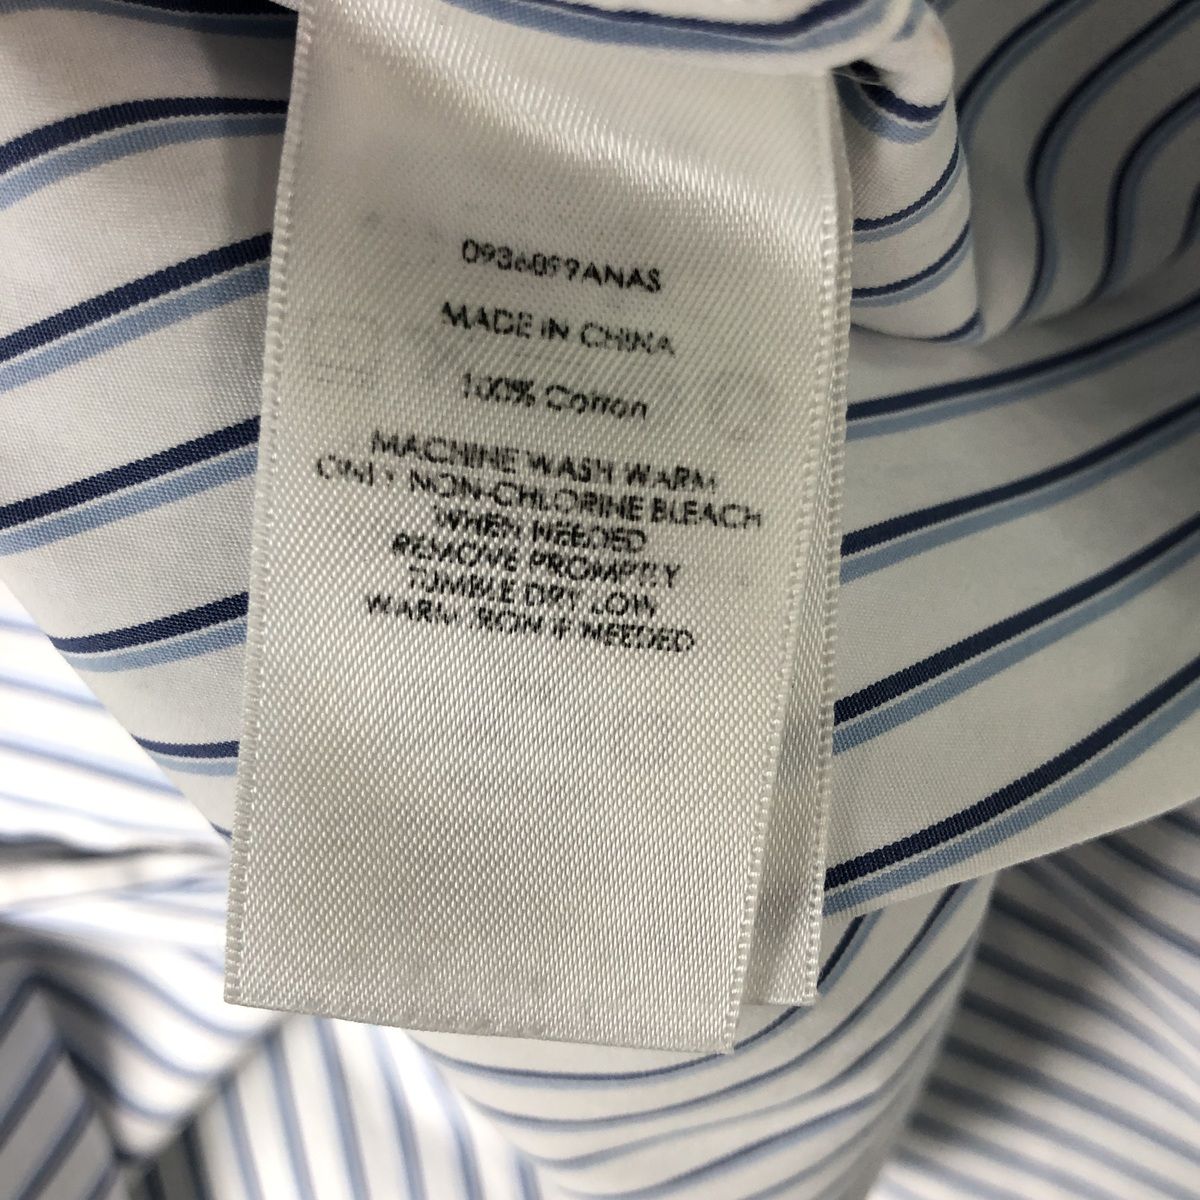 0936099ANAS
MADE IN CHINA
100% Cotton
MACHINE WASH WARM
ONLY NON-CHLORINE BLEACH
WHEN NEEDED
REMOVE PROMPTLY
TUMBLE DRY LOW
WARM IRON IF NEEDED